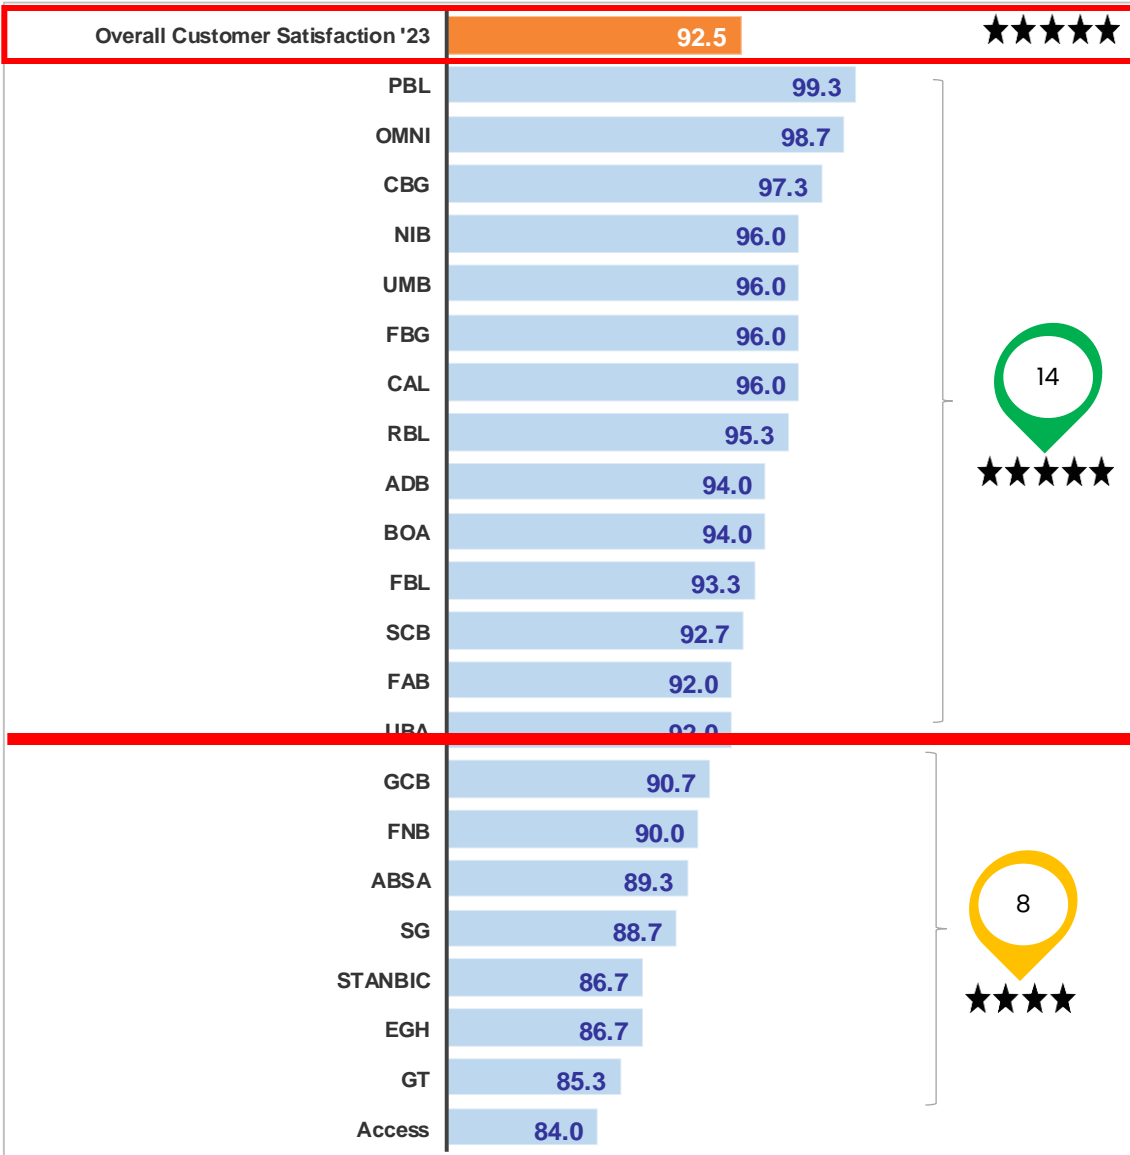 Overall Customer Satisfaction '23 92.5
PBL 99.3
OMNI 98.7
CBG 97.3
NIB 96.0
UMB 96.0
FBG 96.0
CAL 96.0
14
RBL 95.3
ADB 94.0
BOA 94.0
FBL 93.3
SCB 92.7
FAB 92.0
UBA 92.0
GCB 90.7
FNB 90.0
ABSA 89.3
8
SG 88.7
STANBIC 86.7
EGH 86.7
GT 85.3
Access 84.0